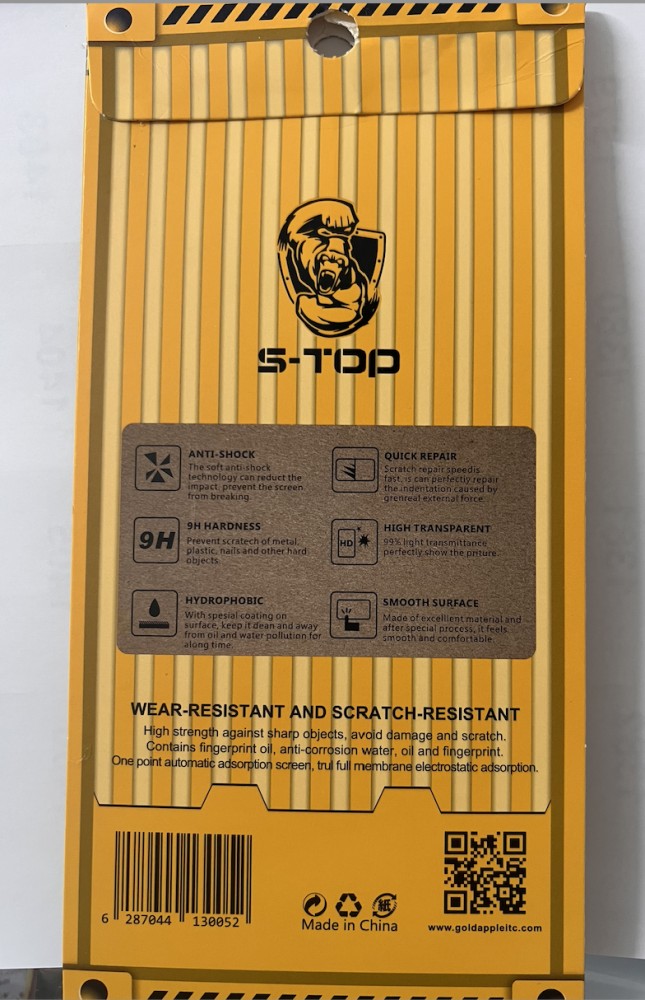 S-TOP
ANTI-SHOCK
The soft anti-shock
technology can reduct the
impact, prevent the screen
from breaking.
QUICK REPAIR
Scratch repair speedis
fast, is can perfectly repair
the indentation caused by
grenreal external force.
9H
9H HARDNESS
Prevent scratech of metal,
plastic, nails and other hard
objects.
HD
HIGH TRANSPARENT
99% light transmittance
perfectly show the priture.
HYDROPHOBIC
With spesial coating on
surface, keep it dean and away
from oil and water pollution for
along time.
SMOOTH SURFACE
Made of excellent material and
after special process, it feels
smooth and comfortable.
WEAR-RESISTANT AND SCRATCH-RESISTANT
High strength against sharp objects, avoid damage and scratch.
Contains fingerprint oil, anti-corrosion water, oil and fingerprint.
One point automatic adsorption screen, trul full membrane electrostatic adsorption.
6 287044 130052
紙
Made in China
www.goldappleitc.com